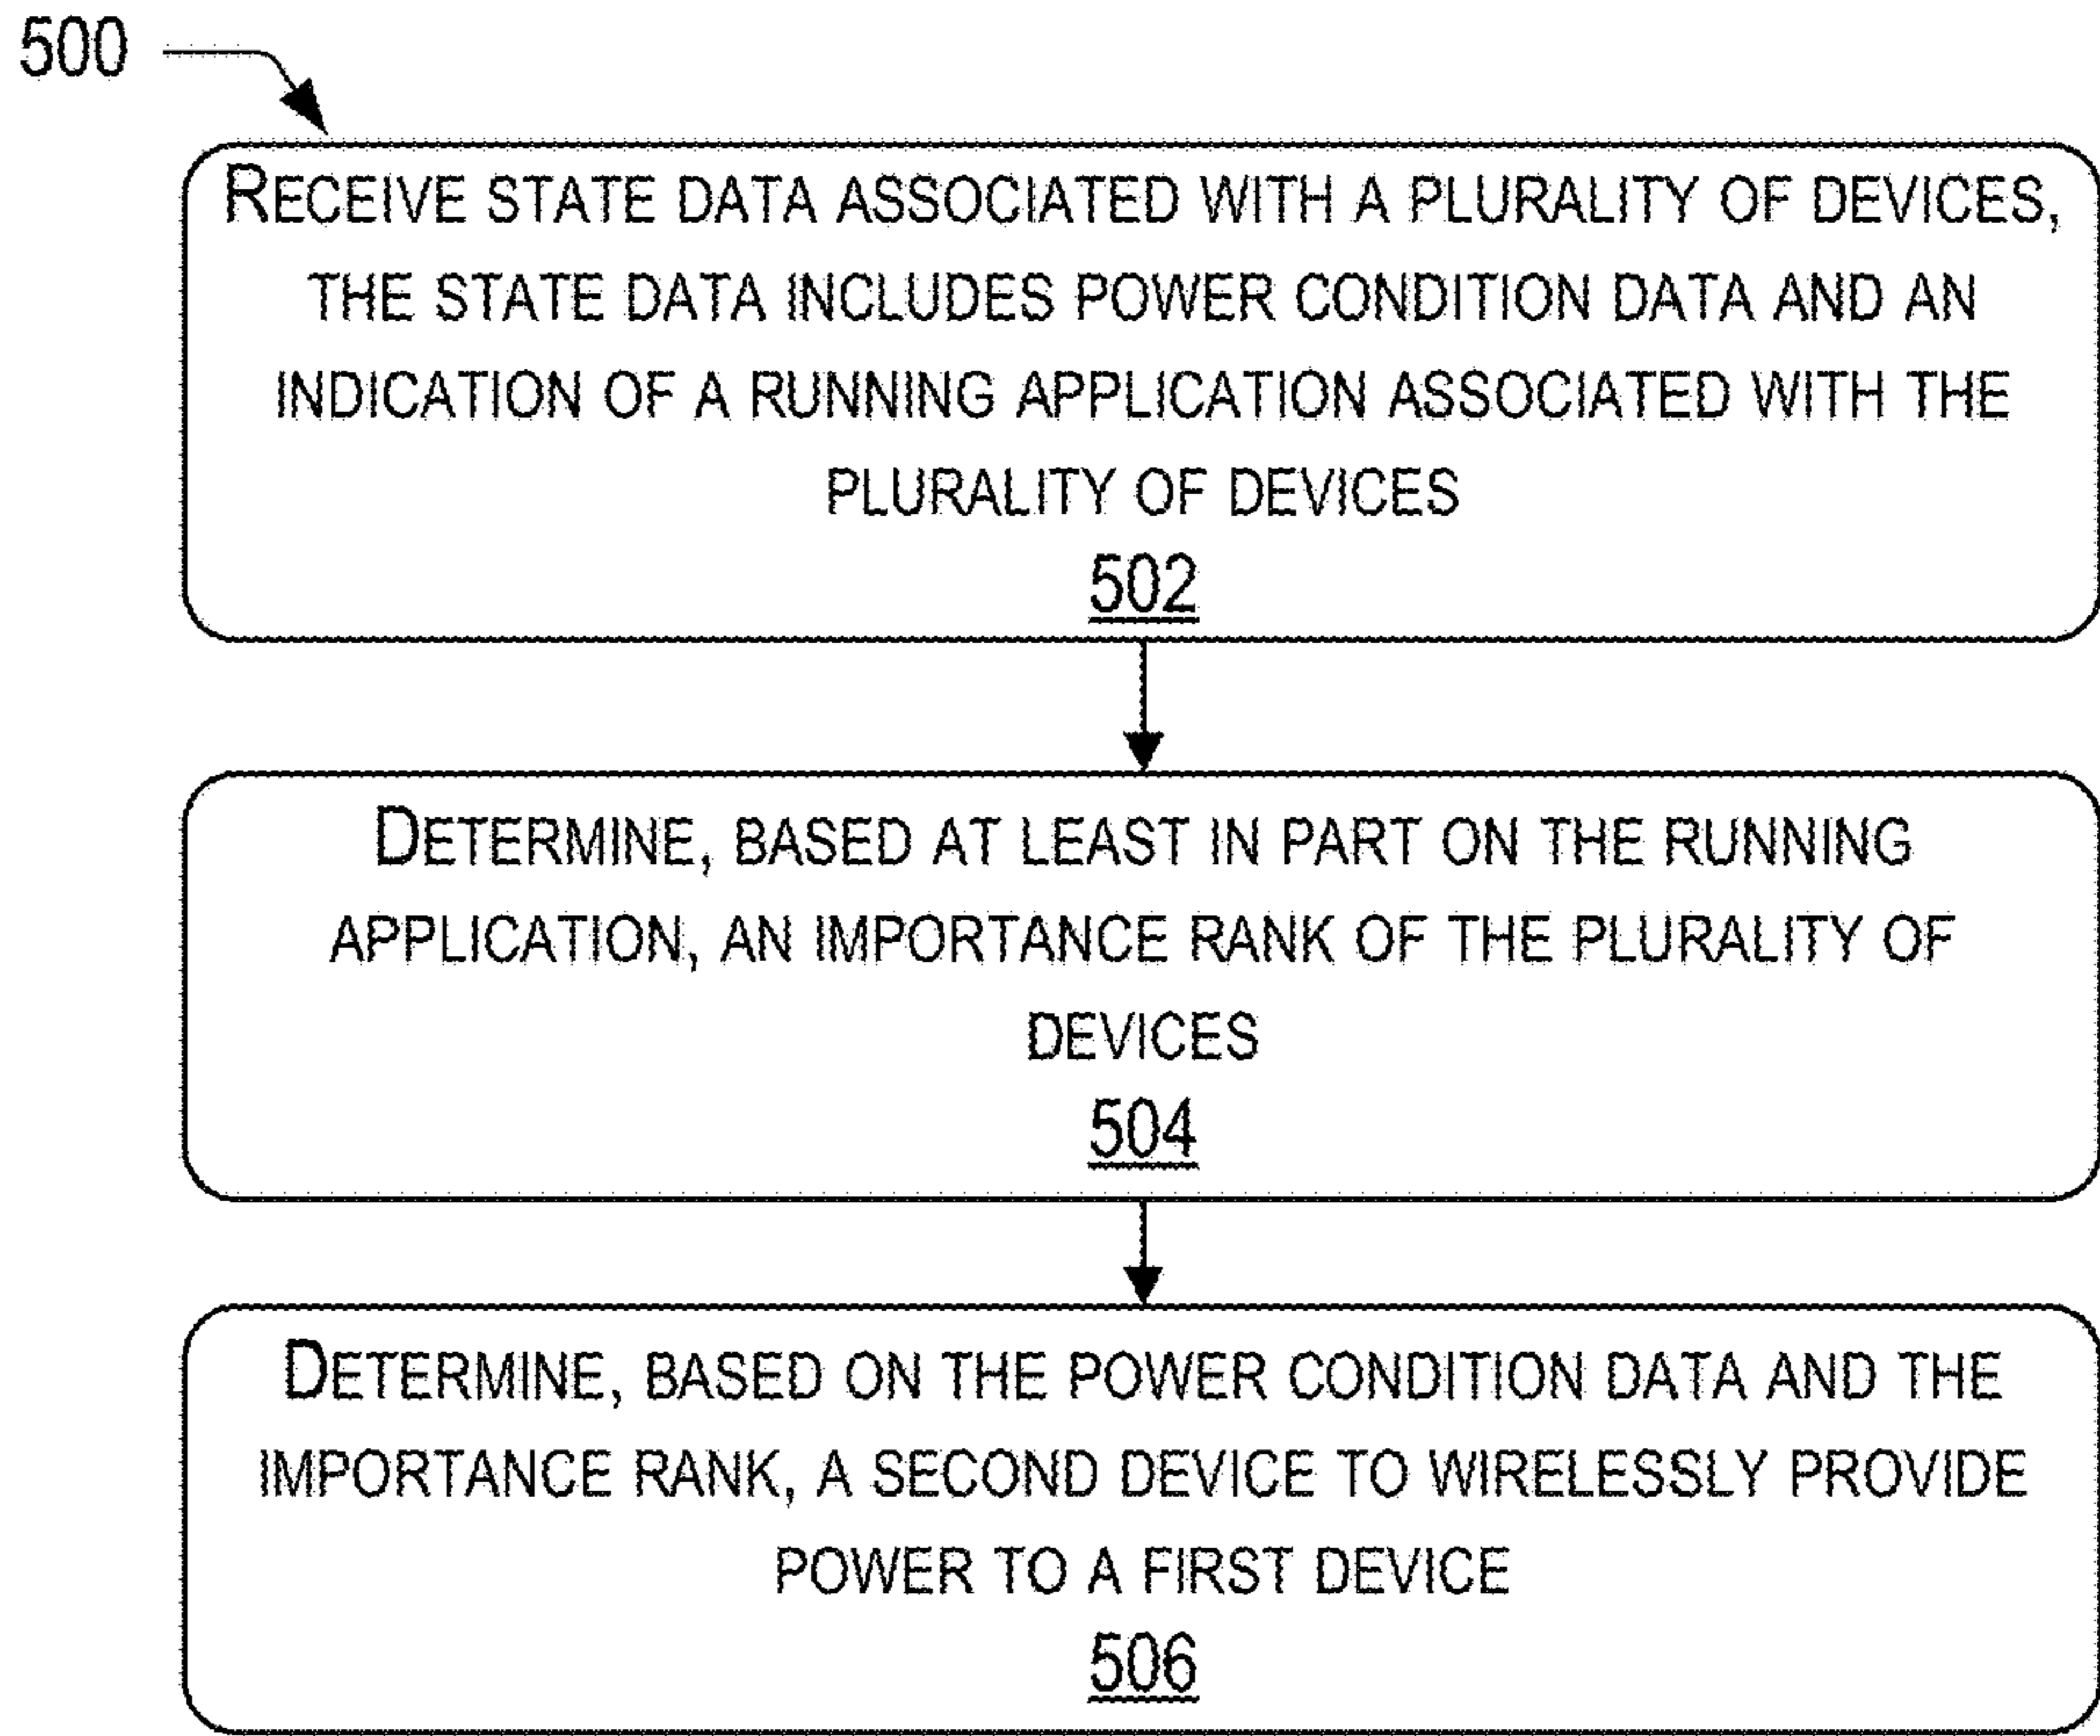 500
RECEIVE STATE DATA ASSOCIATED WITH A PLURALITY OF DEVICES,
THE STATE DATA INCLUDES POWER CONDITION DATA AND AN
INDICATION OF A RUNNING APPLICATION ASSOCIATED WITH THE
PLURALITY OF DEVICES
502
DETERMINE, BASED AT LEAST IN PART ON THE RUNNING
APPLICATION, AN IMPORTANCE RANK OF THE PLURALITY OF
DEVICES
504
DETERMINE, BASED ON THE POWER CONDITION DATA AND THE
IMPORTANCE RANK, A SECOND DEVICE TO WIRELESSLY PROVIDE
POWER TO A FIRST DEVICE
506